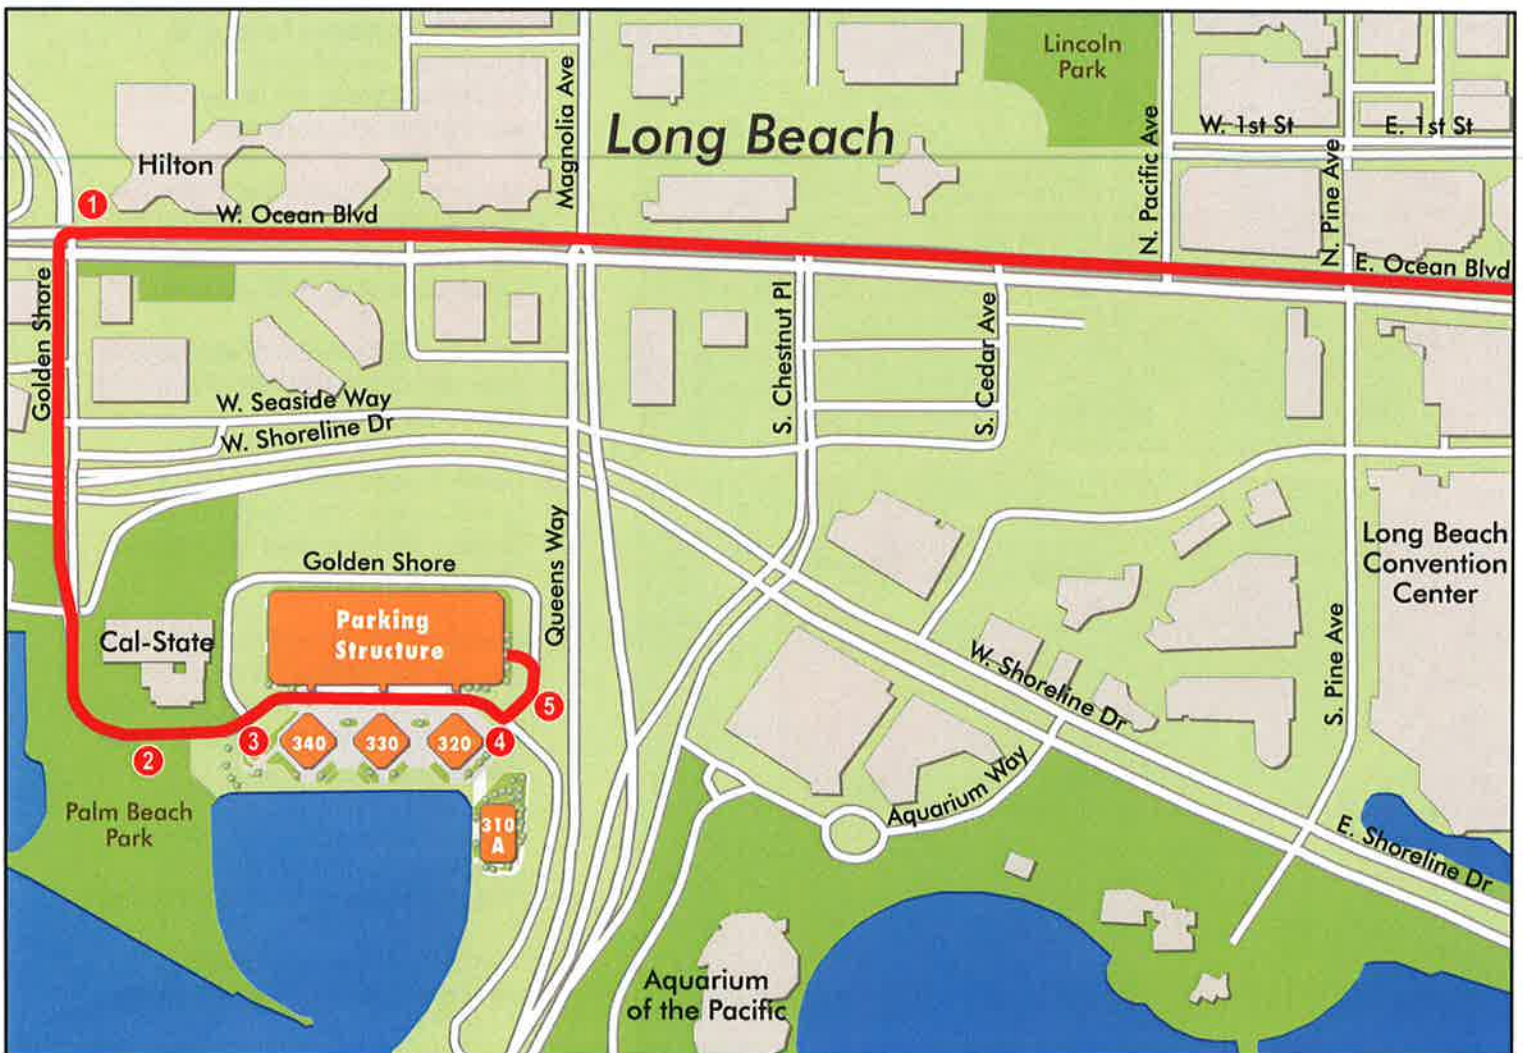 Lincoln
Park
Magnolia Ave
Long Beach
N. Pacific Ave
W. 1st St
E. 1st St
N. Pine Ave
Hilton
1
W. Ocean Blvd
E. Ocean Blvd
Golden Shore
S. Chestnut Pl
S. Cedar Ave
W. Seaside Way
W. Shoreline Dr
Queens Way
Long Beach
Convention
Center
Golden Shore
Parking
Structure
Cal-State
S. Pine Ave
W. Shoreline Dr
5
2
3
340
330
320
4
Aquarium Way
Palm Beach
Park
310
A
E. Shoreline Dr
Aquarium
of the Pacific